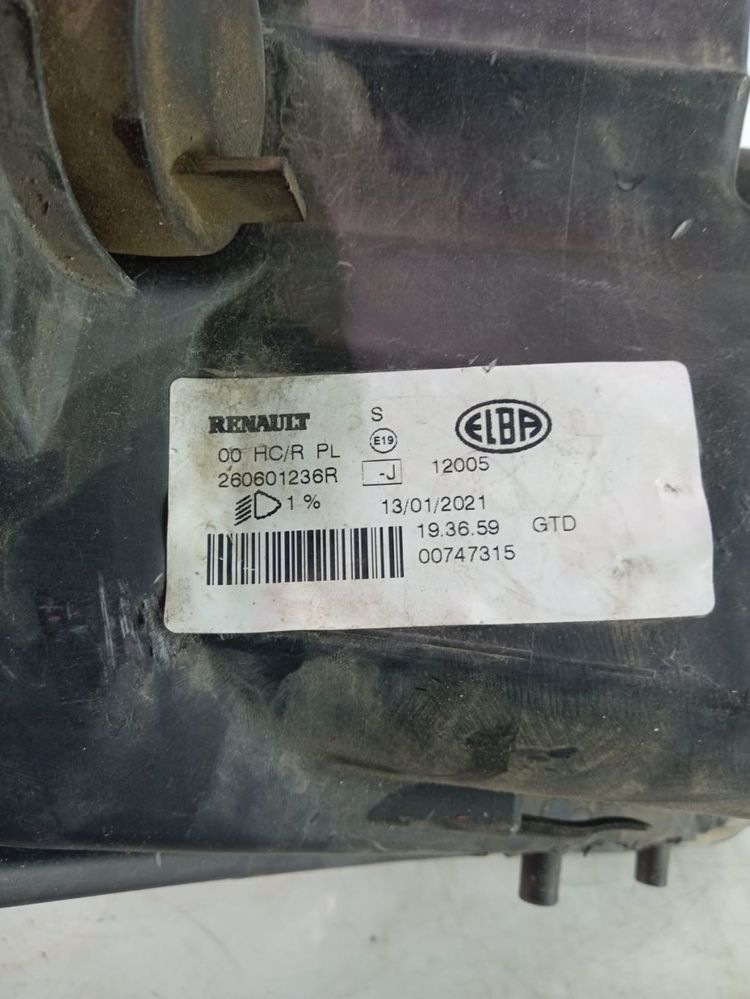 RENAULT S ELBA
00 HC/R PL E19
260601236R -J 12005
1 % 13/01/2021
19.36.59 GTD
00747315